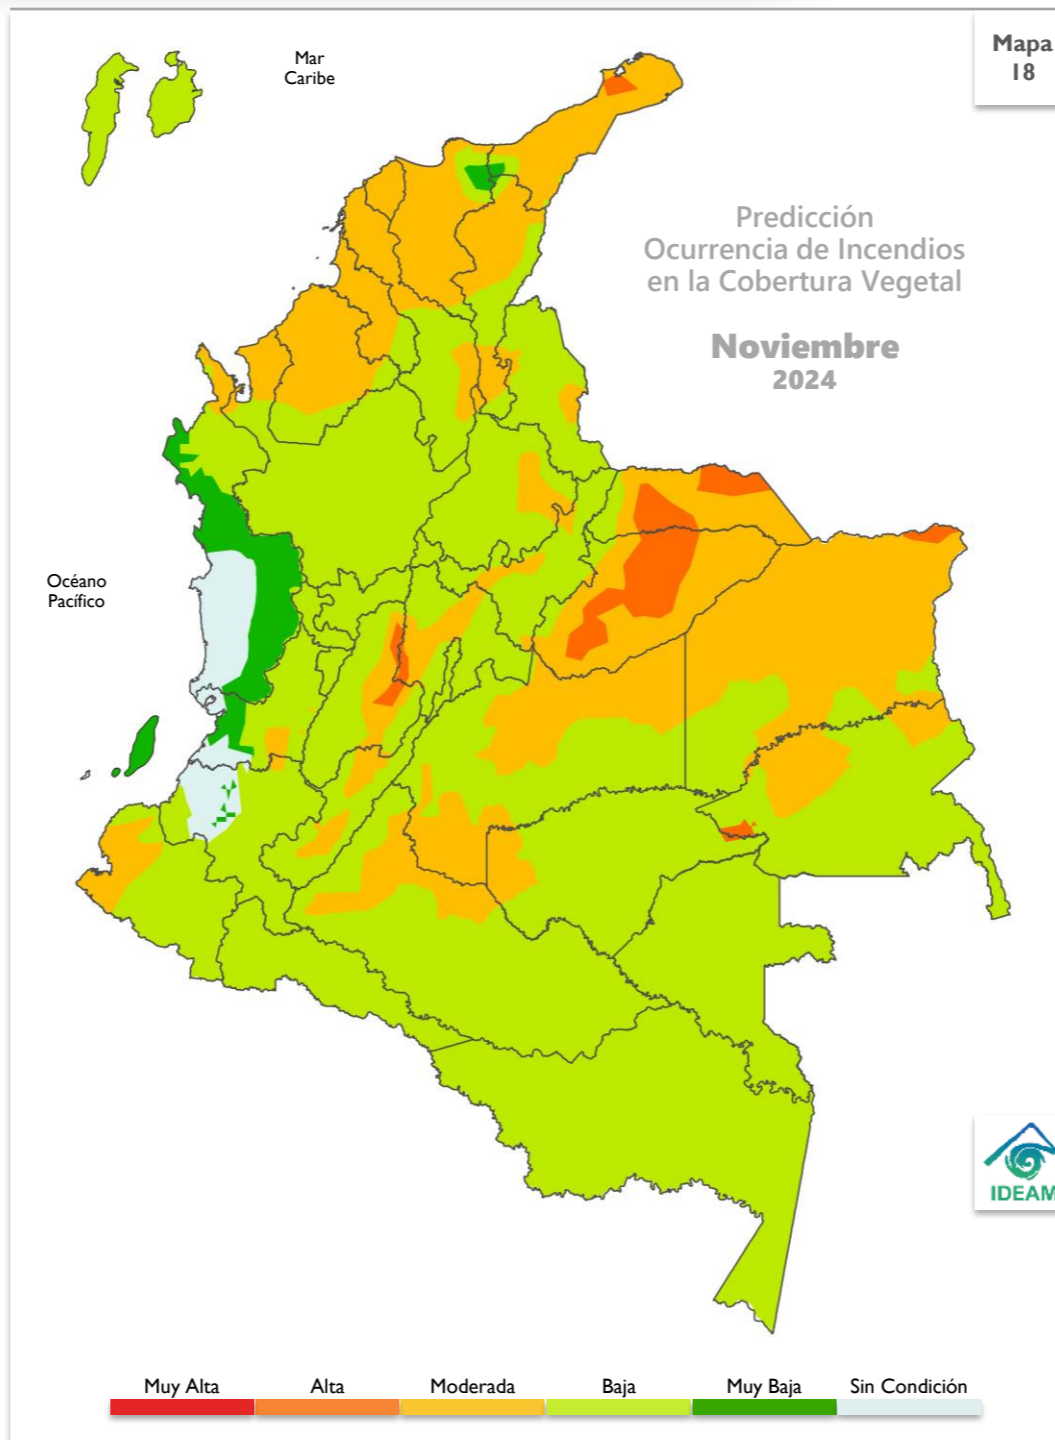 Mapa
18
Mar
Caribe
Predicción
Ocurrencia de Incendios
en la Cobertura Vegetal
Noviembre
2024
Océano
Pacífico
IDEAM
Muy Alta
Alta
Moderada
Baja
Muy Baja
Sin Condición